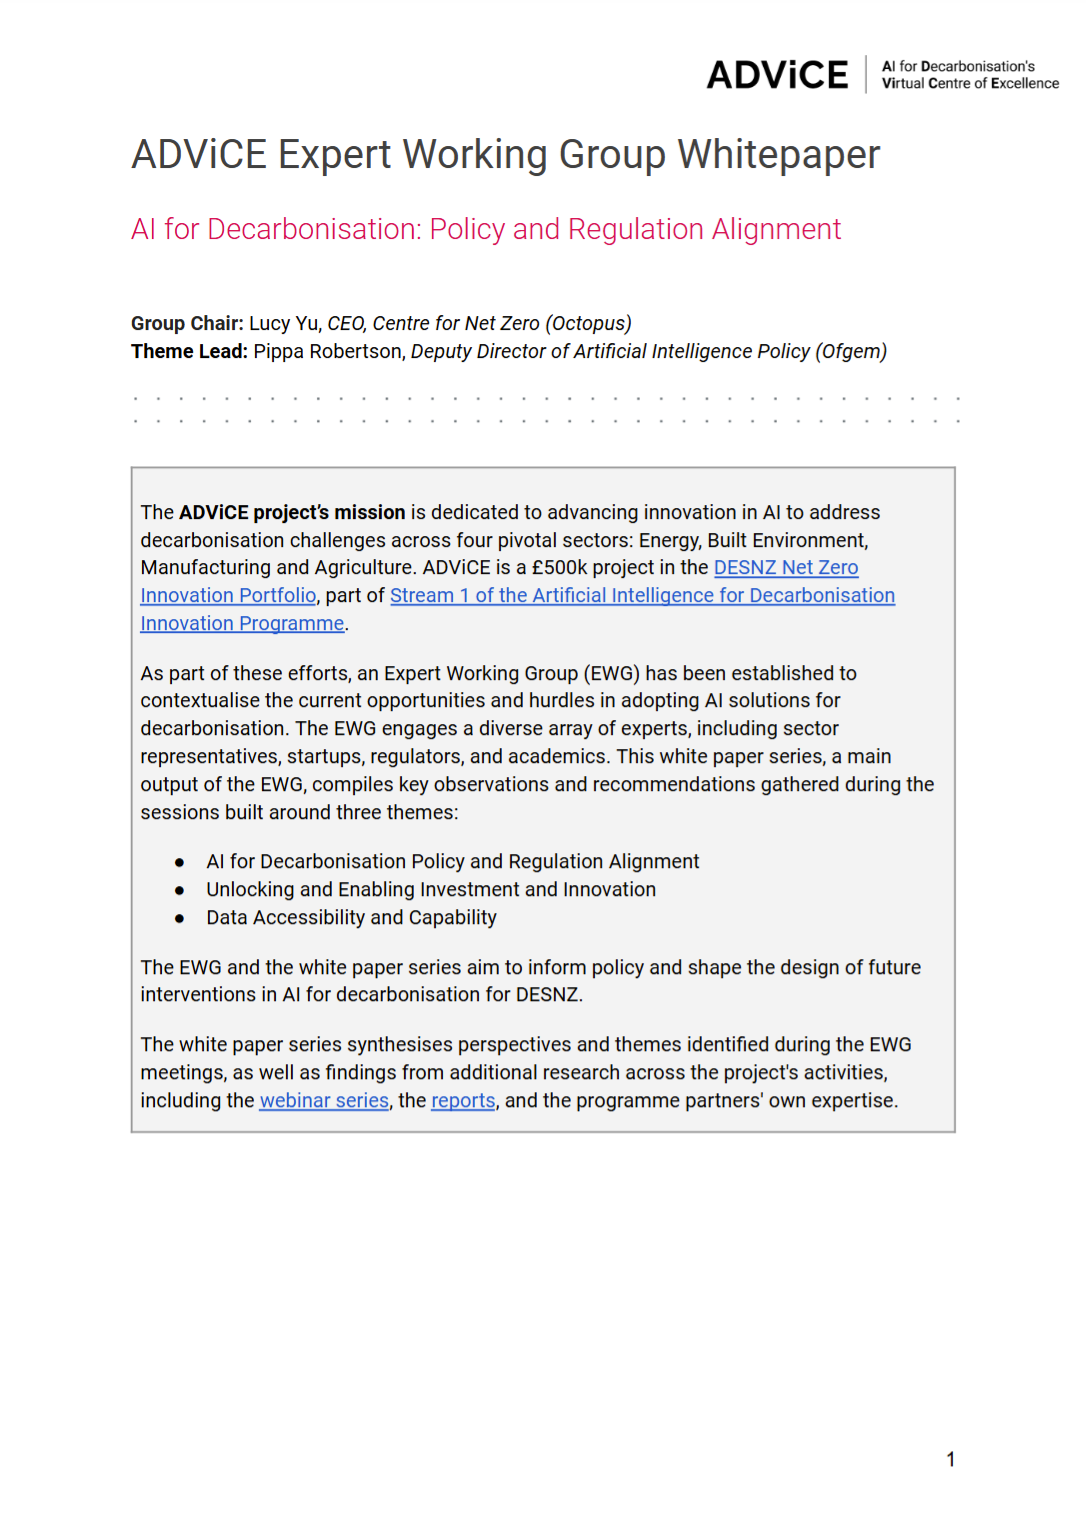 ADViCE
AI for Decarbonisation's
Virtual Centre of Excellence
ADViCE Expert Working Group Whitepaper
AI for Decarbonisation: Policy and Regulation Alignment
Group Chair: Lucy Yu, CEO, Centre for Net Zero (Octopus)
Theme Lead: Pippa Robertson, Deputy Director of Artificial Intelligence Policy (Ofgem)
The ADViCE project’s mission is dedicated to advancing innovation in AI to address
decarbonisation challenges across four pivotal sectors: Energy, Built Environment,
Manufacturing and Agriculture. ADViCE is a £500k project in the DESNZ Net Zero
Innovation Portfolio, part of Stream 1 of the Artificial Intelligence for Decarbonisation
Innovation Programme.
As part of these efforts, an Expert Working Group (EWG) has been established to
contextualise the current opportunities and hurdles in adopting AI solutions for
decarbonisation. The EWG engages a diverse array of experts, including sector
representatives, startups, regulators, and academics. This white paper series, a main
output of the EWG, compiles key observations and recommendations gathered during the
sessions built around three themes:
● AI for Decarbonisation Policy and Regulation Alignment
● Unlocking and Enabling Investment and Innovation
● Data Accessibility and Capability
The EWG and the white paper series aim to inform policy and shape the design of future
interventions in AI for decarbonisation for DESNZ.
The white paper series synthesises perspectives and themes identified during the EWG
meetings, as well as findings from additional research across the project's activities,
including the webinar series, the reports, and the programme partners' own expertise.
1